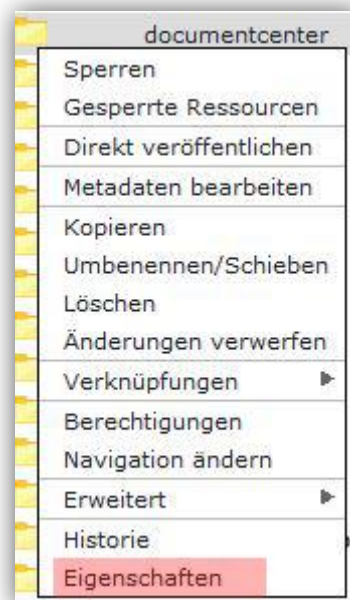 documentcenter
Sperren
Gesperrte Ressourcen
Direkt veröffentlichen
Metadaten bearbeiten
Kopieren
Umbenennen/Schieben
Löschen
Änderungen verwerfen
Verknüpfungen
Berechtigungen
Navigation ändern
Erweitert
Historie
Eigenschaften